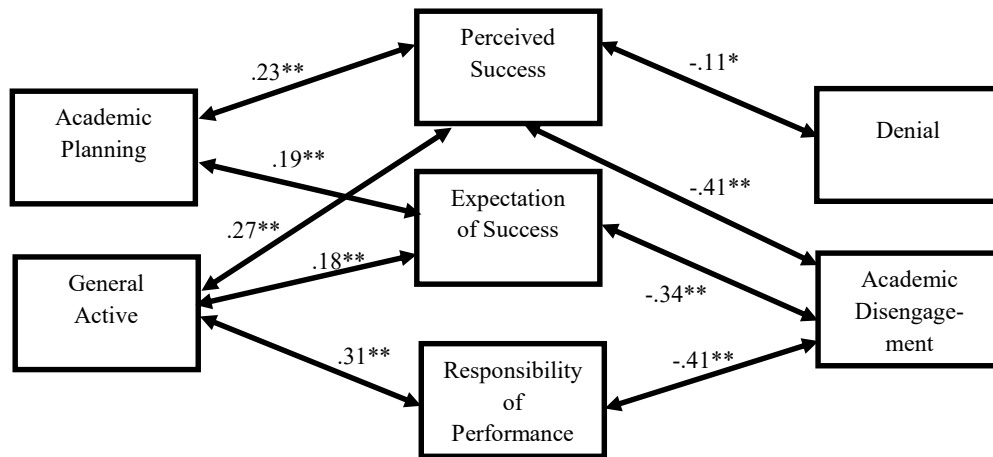 Perceived
Success
.23**
-.11*
Academic
Planning
Denial
.19**
-.41**
Expectation
of Success
.27**
.18**
General
Active
Academic
Disengage-
ment
-.34**
.31**
-.41**
Responsibility
of
Performance